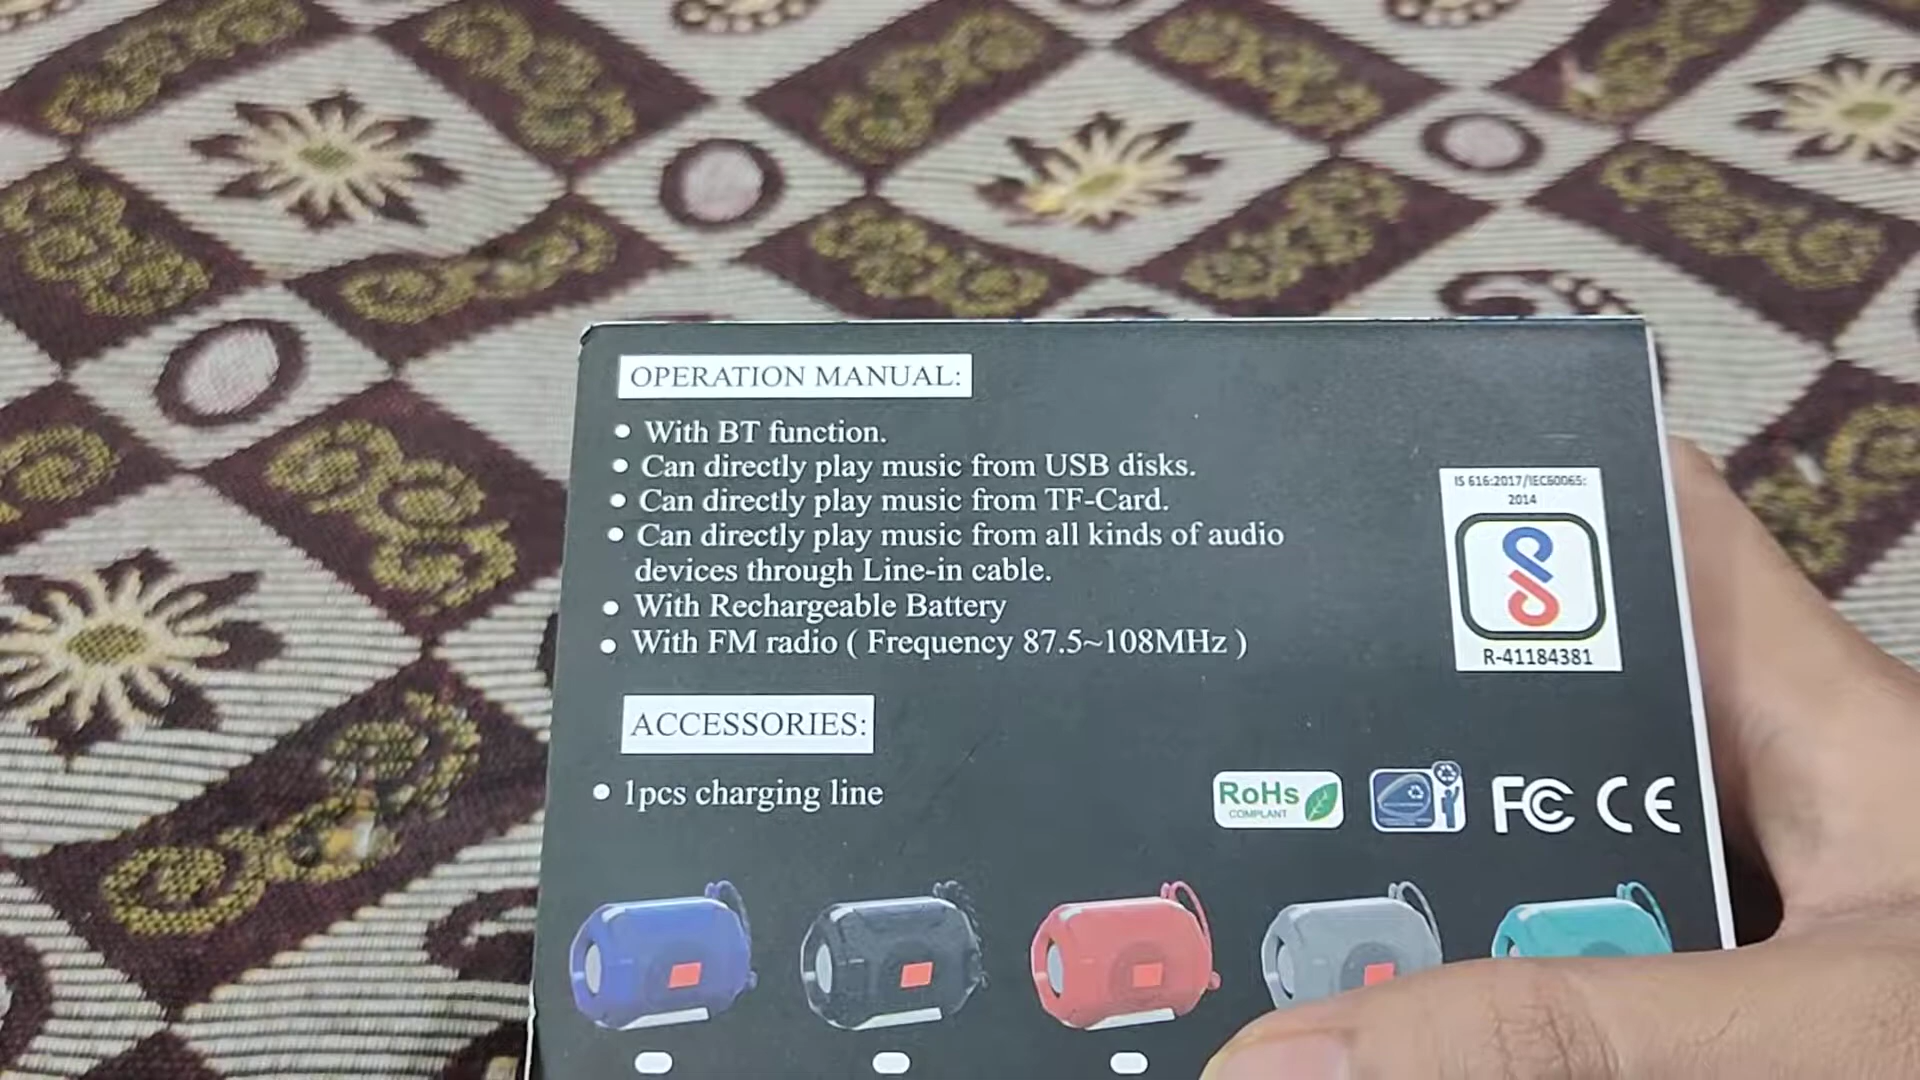 OPERATION MANUAL:
• With BT function.
• Can directly play music from USB disks.
• Can directly play music from TF-Card.
• Can directly play music from all kinds of audio
devices through Line-in cable.
• With Rechargeable Battery
• With FM radio ( Frequency 87.5~108MHz )
IS 616:2017/IEC60065:
2014
R-41184381
ACCESSORIES:
• 1pcs charging line
RoHs
COMPLANT
FC CE